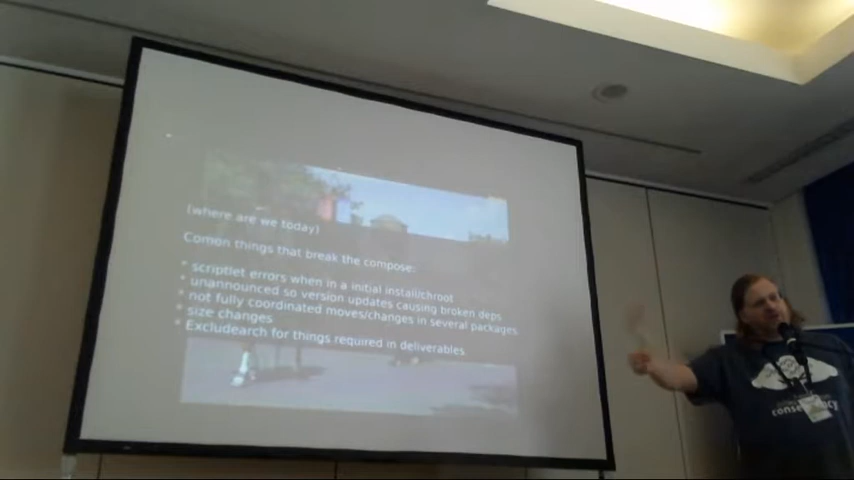 (where are we today)
Comon things that break the compose:
* scriptlet errors when in a initial install/chroot
* unannounced so version updates causing broken deps
* not fully coordinated moves/changes in several packages
* size changes
* Excludearch for things required in deliverables